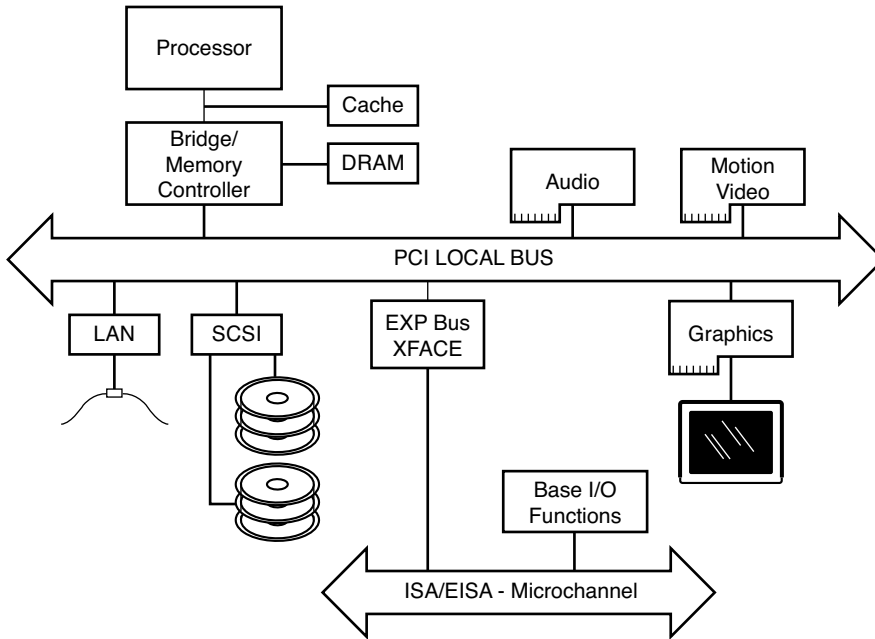 Processor
Cache
Bridge/
Memory
Controller
DRAM
Audio
Motion
Video
PCI LOCAL BUS
LAN
SCSI
EXP Bus
XFACE
Graphics
Base I/O
Functions
ISA/EISA - Microchannel